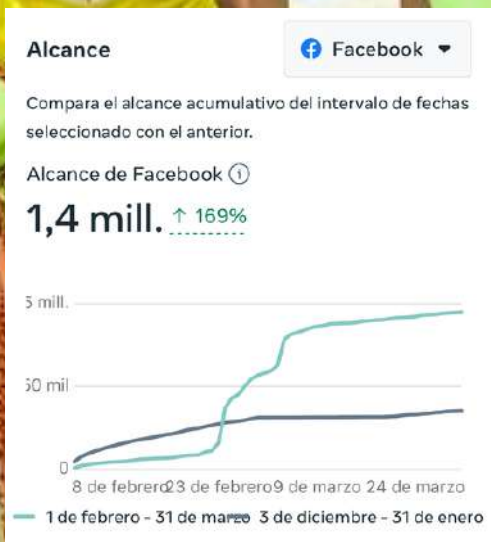 Alcance
Facebook
Compara el alcance acumulativo del intervalo de fechas
seleccionado con el anterior.
Alcance de Facebook
1,4 mill. ↑ 169%
5 mill.
50 mil
0
8 de febrero 23 de febrero 9 de marzo 24 de marzo
1 de febrero - 31 de marzo 3 de diciembre - 31 de enero